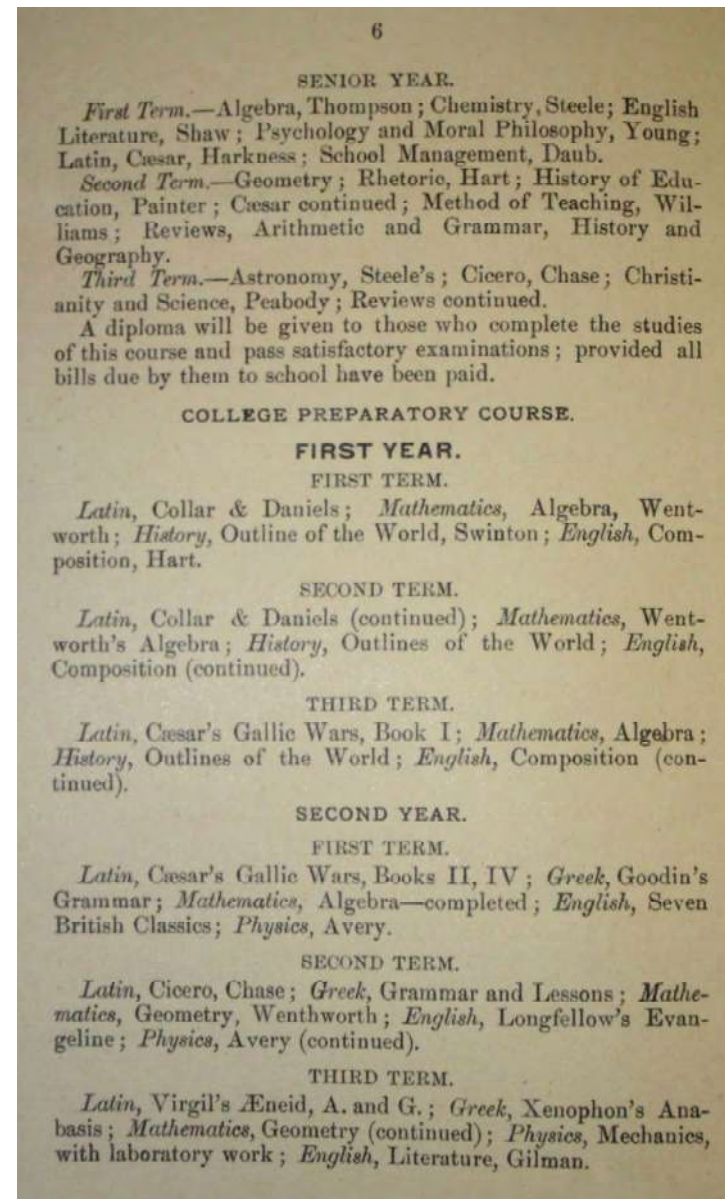 6
SENIOR YEAR.
First Term.—Algebra, Thompson; Chemistry, Steele; English
Literature, Shaw; Psychology and Moral Philosophy, Young;
Latin, Cæsar, Harkness; School Management, Daub.
Second Term.—Geometry; Rhetoric, Hart; History of Edu-
cation, Painter; Cæsar continued; Method of Teaching, Wil-
liams; Reviews, Arithmetic and Grammar, History and
Geography.
Third Term.—Astronomy, Steele's; Cicero, Chase; Christi-
anity and Science, Peabody; Reviews continued.
A diploma will be given to those who complete the studies
of this course and pass satisfactory examinations; provided all
bills due by them to school have been paid.
COLLEGE PREPARATORY COURSE.
FIRST YEAR.
FIRST TERM.
Latin, Collar & Daniels; Mathematics, Algebra, Went-
worth; History, Outline of the World, Swinton; English, Com-
position, Hart.
SECOND TERM.
Latin, Collar & Daniels (continued); Mathematics, Went-
worth's Algebra; History, Outlines of the World; English,
Composition (continued).
THIRD TERM.
Latin, Cæsar's Gallic Wars, Book I; Mathematics, Algebra;
History, Outlines of the World; English, Composition (con-
tinued).
SECOND YEAR.
FIRST TERM.
Latin, Cæsar's Gallic Wars, Books II, IV; Greek, Goodin's
Grammar; Mathematics, Algebra—completed; English, Seven
British Classics; Physics, Avery.
SECOND TERM.
Latin, Cicero, Chase; Greek, Grammar and Lessons; Mathe-
matics, Geometry, Wenthworth; English, Longfellow's Evan-
geline; Physics, Avery (continued).
THIRD TERM.
Latin, Virgil's Æneid, A. and G.; Greek, Xenophon's Ana-
basis; Mathematics, Geometry (continued); Physics, Mechanics,
with laboratory work; English, Literature, Gilman.